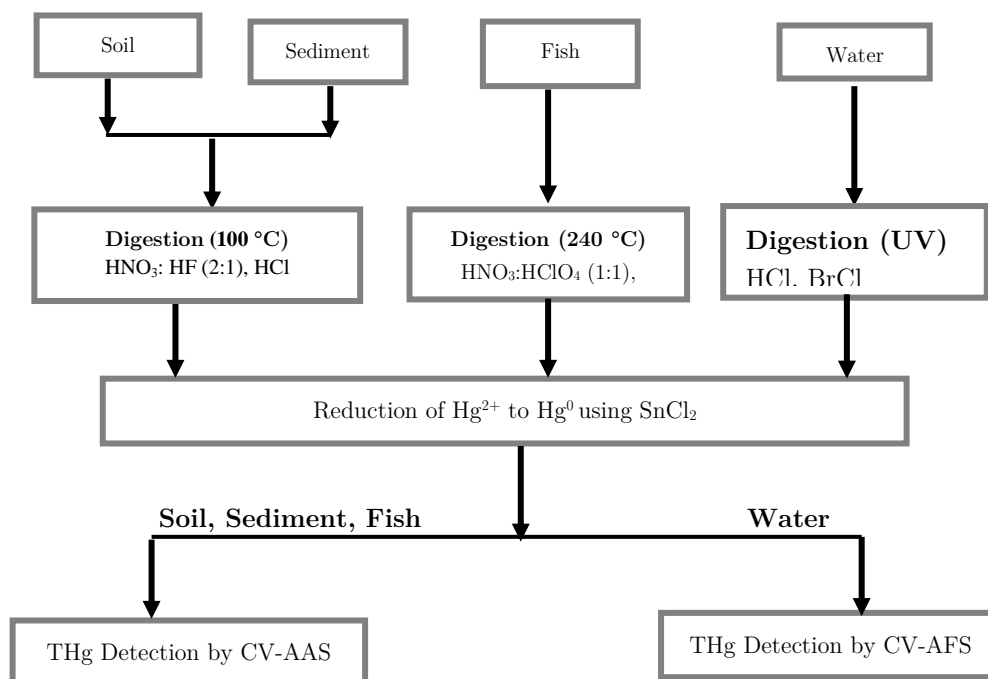 Soil
Sediment
Fish
Water
Digestion (100 °C)
HNO₃: HF (2:1), HCl
Digestion (240 °C)
HNO₃:HClO₄ (1:1),
Digestion (UV)
HCl, BrCl
Reduction of Hg²⁺ to Hg⁰ using SnCl₂
Soil, Sediment, Fish
Water
THg Detection by CV-AAS
THg Detection by CV-AFS